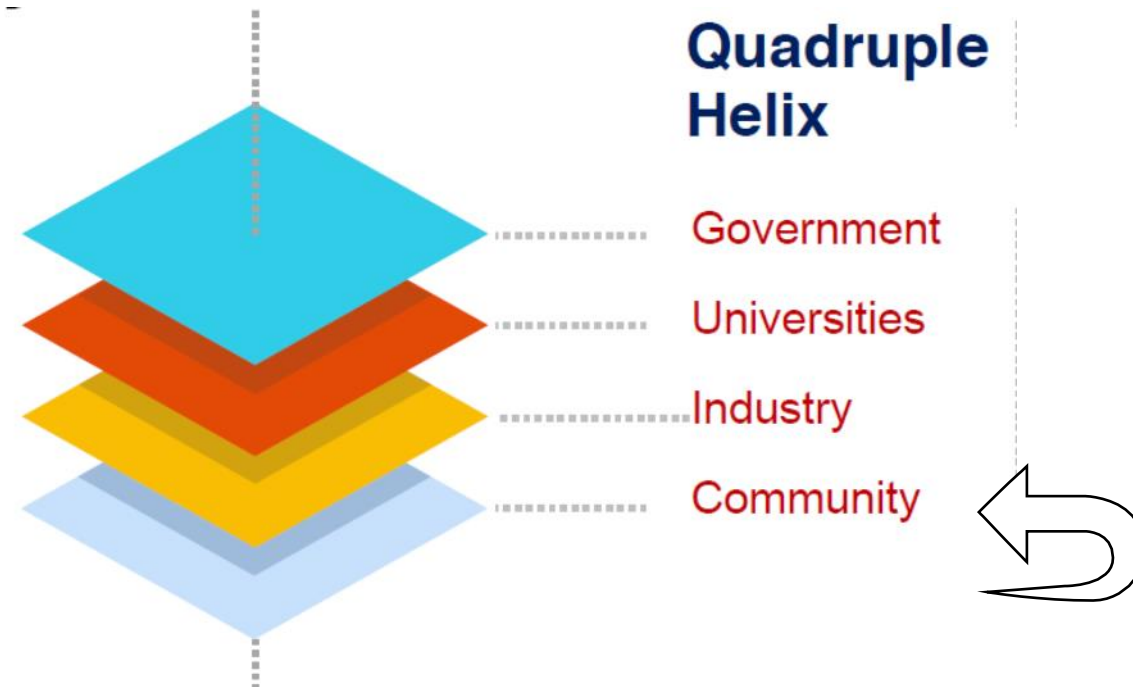 Quadruple
Helix
Government
Universities
Industry
Community